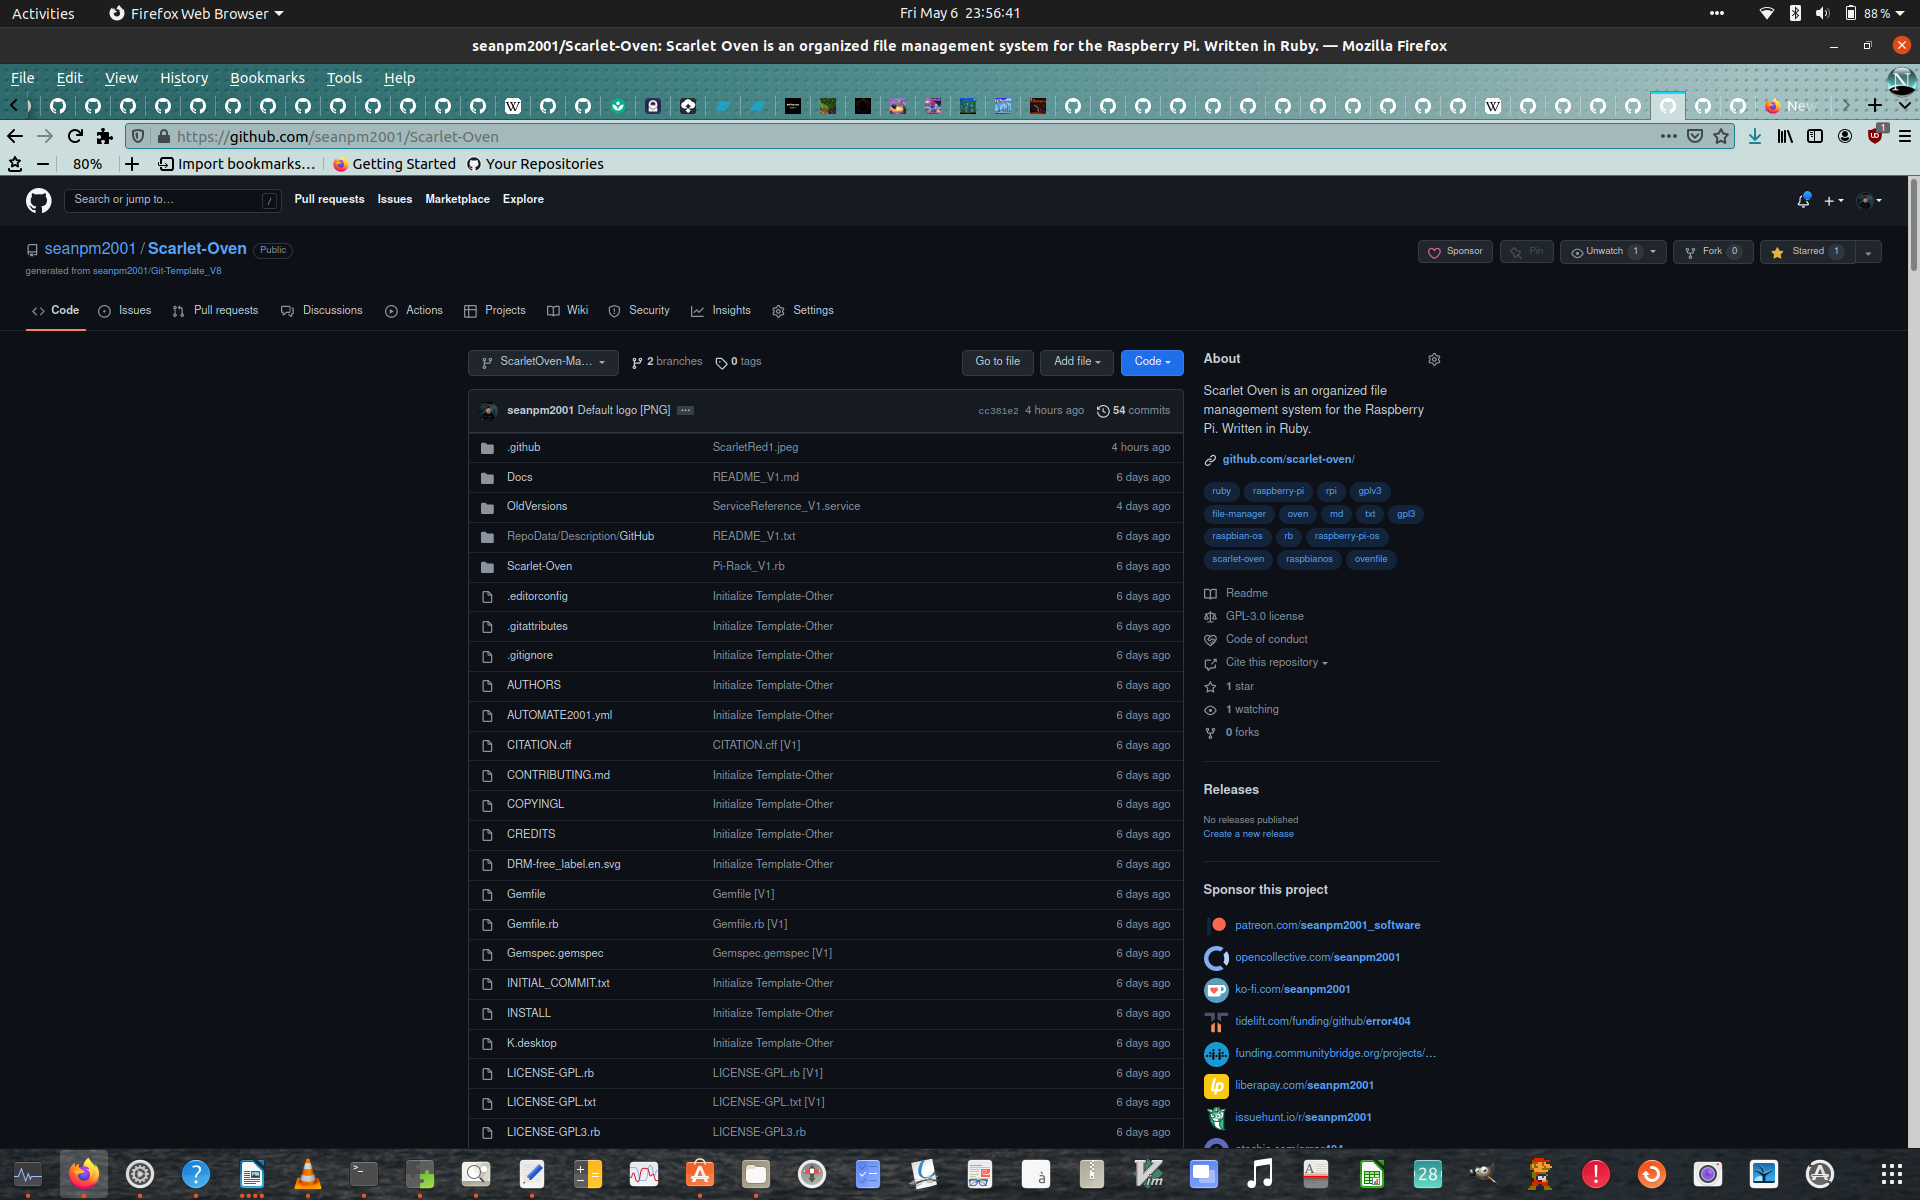 Activities
Firefox Web Browser
Fri May 6 23:56:41
88 %
seanpm2001/Scarlet-Oven: Scarlet Oven is an organized file management system for the Raspberry Pi. Written in Ruby. — Mozilla Firefox
File Edit View History Bookmarks Tools Help
New
https://github.com/seanpm2001/Scarlet-Oven
80%
Import bookmarks...
Getting Started
Your Repositories
Search or jump to...
/
Pull requests Issues Marketplace Explore
seanpm2001 / Scarlet-Oven Public
generated from seanpm2001/Git-Template_V8
Sponsor
Pin
Unwatch 1
Fork 0
Starred 1
Code Issues Pull requests Discussions Actions Projects Wiki Security Insights Settings
ScarletOven-Ma...
2 branches
0 tags
Go to file
Add file
Code
seanpm2001 Default logo [PNG] ... cc381e2 4 hours ago 54 commits
.github ScarletRed1.jpeg 4 hours ago
Docs README_V1.md 6 days ago
OldVersions ServiceReference_V1.service 4 days ago
RepoData/Description/GitHub README_V1.txt 6 days ago
Scarlet-Oven Pi-Rack_V1.rb 6 days ago
.editorconfig Initialize Template-Other 6 days ago
.gitattributes Initialize Template-Other 6 days ago
.gitignore Initialize Template-Other 6 days ago
AUTHORS Initialize Template-Other 6 days ago
AUTOMATE2001.yml Initialize Template-Other 6 days ago
CITATION.cff CITATION.cff [V1] 6 days ago
CONTRIBUTING.md Initialize Template-Other 6 days ago
COPYINGL Initialize Template-Other 6 days ago
CREDITS Initialize Template-Other 6 days ago
DRM-free_label.en.svg Initialize Template-Other 6 days ago
Gemfile Gemfile [V1] 6 days ago
Gemfile.rb Gemfile.rb [V1] 6 days ago
Gemspec.gemspec Gemspec.gemspec [V1] 6 days ago
INITIAL_COMMIT.txt Initialize Template-Other 6 days ago
INSTALL Initialize Template-Other 6 days ago
K.desktop Initialize Template-Other 6 days ago
LICENSE-GPL.rb LICENSE-GPL.rb [V1] 6 days ago
LICENSE-GPL.txt LICENSE-GPL.txt [V1] 6 days ago
LICENSE-GPL3.rb LICENSE-GPL3.rb 6 days ago
About
Scarlet Oven is an organized file
management system for the Raspberry
Pi. Written in Ruby.
github.com/scarlet-oven/
ruby raspberry-pi rpi gplv3
file-manager oven md txt gpl3
raspbian-os rb raspberry-pi-os
scarlet-oven raspbianos ovenfile
Readme
GPL-3.0 license
Code of conduct
Cite this repository
1 star
1 watching
0 forks
Releases
No releases published
Create a new release
Sponsor this project
patreon.com/seanpm2001_software
opencollective.com/seanpm2001
ko-fi.com/seanpm2001
tidelift.com/funding/github/error404
funding.communitybridge.org/projects/...
liberapay.com/seanpm2001
issuehunt.io/r/seanpm2001
28